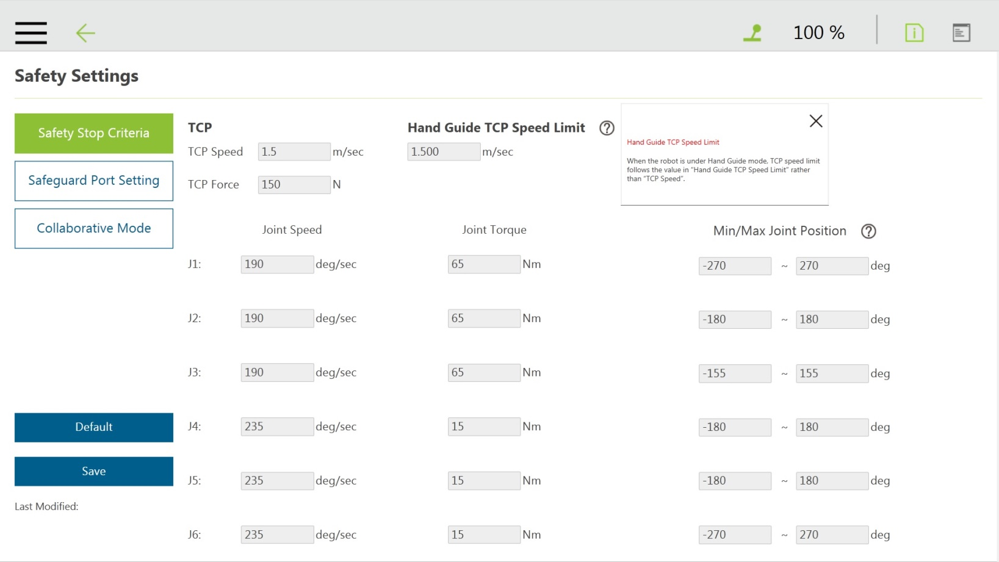 100 %
Safety Settings
Safety Stop Criteria
Safeguard Port Setting
Collaborative Mode
Default
Save
Last Modified:
TCP
TCP Speed 1.5 m/sec
TCP Force 150 N
Hand Guide TCP Speed Limit ?
1.500 m/sec
Hand Guide TCP Speed Limit
When the robot is under Hand Guide mode, TCP speed limit
follows the value in "Hand Guide TCP Speed Limit" rather
than "TCP Speed".
Joint Speed Joint Torque Min/Max Joint Position ?
J1: 190 deg/sec 65 Nm -270 ~ 270 deg
J2: 190 deg/sec 65 Nm -180 ~ 180 deg
J3: 190 deg/sec 65 Nm -155 ~ 155 deg
J4: 235 deg/sec 15 Nm -180 ~ 180 deg
J5: 235 deg/sec 15 Nm -180 ~ 180 deg
J6: 235 deg/sec 15 Nm -270 ~ 270 deg